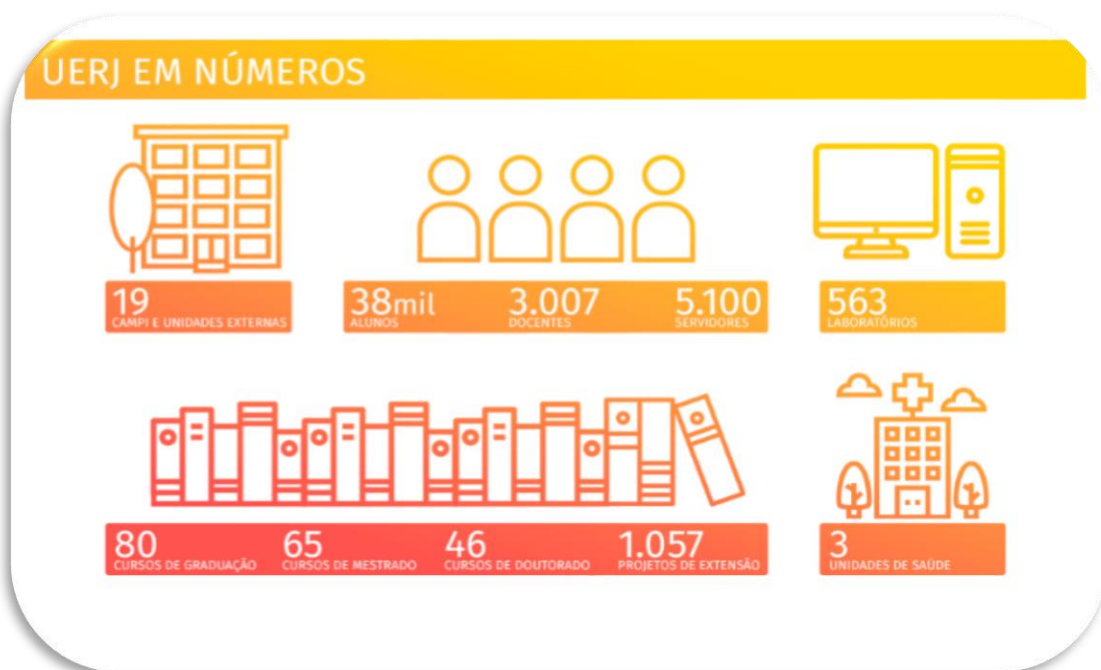 UERJ EM NÚMEROS
19
CAMPI E UNIDADES EXTERNAS
38mil
ALUNOS
3.007
DOCENTES
5.100
SERVIDORES
563
LABORATÓRIOS
80
CURSOS DE GRADUAÇÃO
65
CURSOS DE MESTRADO
46
CURSOS DE DOUTORADO
1.057
PROJETOS DE EXTENSÃO
3
UNIDADES DE SAÚDE